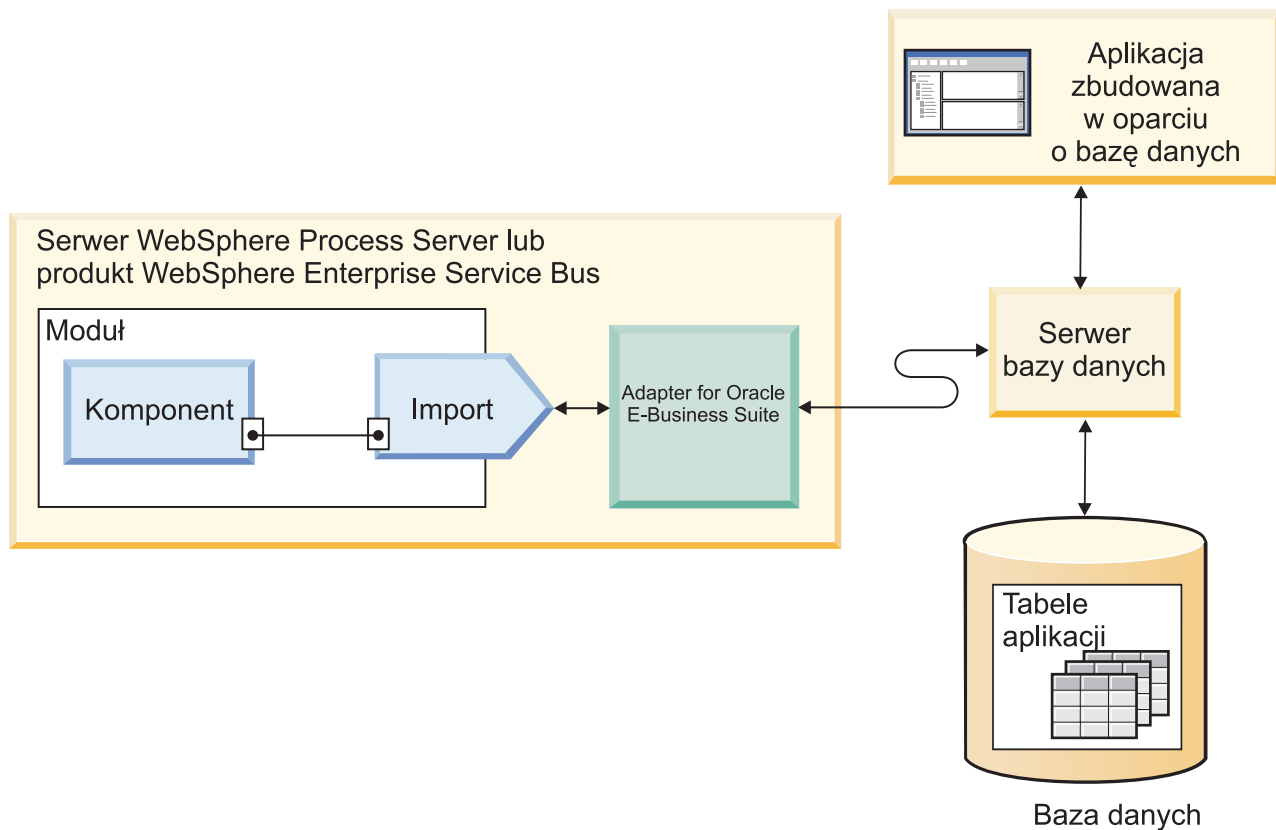 Aplikacja
zbudowana
w oparciu
o bazę danych
Serwer WebSphere Process Server lub
produkt WebSphere Enterprise Service Bus
Moduł
Komponent
Import
Adapter for Oracle
E-Business Suite
Serwer
bazy danych
Tabele
aplikacji
Baza danych